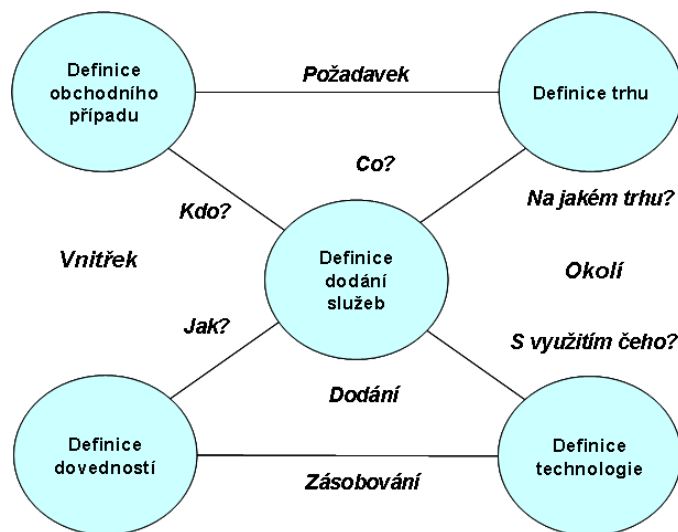 Definice
obchodního
případu
Požadavek
Definice trhu
Co?
Kdo?
Na jakém trhu?
Vnitřek
Definice
dodání
služeb
Okolí
Jak?
S využitím čeho?
Dodání
Definice
dovedností
Definice
technologie
Zásobování